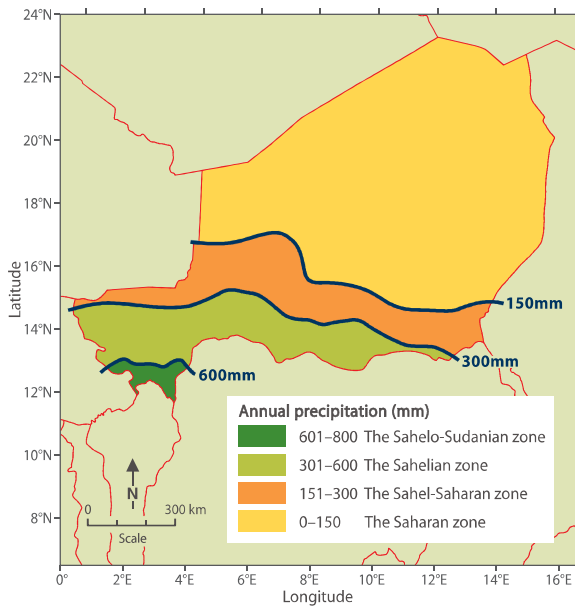 24°N
22°N
20°N
18°N
16°N
14°N
12°N
10°N
8°N
Latitude
150mm
300mm
600mm
Annual precipitation (mm)
601–800 The Sahelo-Sudanian zone
301–600 The Sahelian zone
151–300 The Sahel-Saharan zone
0–150 The Saharan zone
N
0 300 km
Scale
0° 2°E 4°E 6°E 8°E 10°E 12°E 14°E 16°E
Longitude